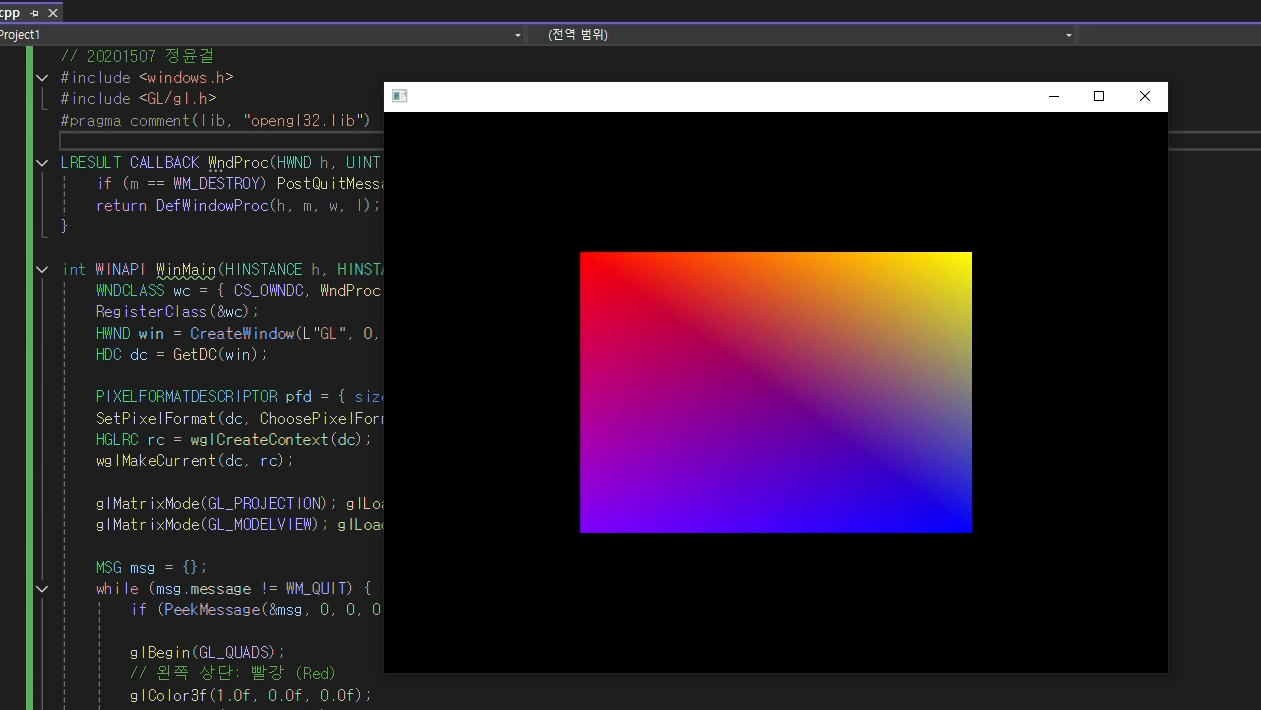 cpp
Project1
(전역 범위)
// 20201507 정윤걸
#include <windows.h>
#include <GL/gl.h>
#pragma comment(lib, "opengl32.lib")
LRESULT CALLBACK WndProc(HWND h, UINT
if (m == WM_DESTROY) PostQuitMessa
return DefWindowProc(h, m, w, l);
}
int WINAPI WinMain(HINSTANCE h, HINSTA
WNDCLASS wc = { CS_OWNDC, WndProc
RegisterClass(&wc);
HWND win = CreateWindow(L"GL", 0,
HDC dc = GetDC(win);
PIXELFORMATDESCRIPTOR pfd = { size
SetPixelFormat(dc, ChoosePixelForm
HGLRC rc = wglCreateContext(dc);
wglMakeCurrent(dc, rc);
glMatrixMode(GL_PROJECTION); glLoa
glMatrixMode(GL_MODELVIEW); glLoad
MSG msg = {};
while (msg.message != WM_QUIT) {
if (PeekMessage(&msg, 0, 0, 0
glBegin(GL_QUADS);
// 왼쪽 상단: 빨강 (Red)
glColor3f(1.0f, 0.0f, 0.0f);